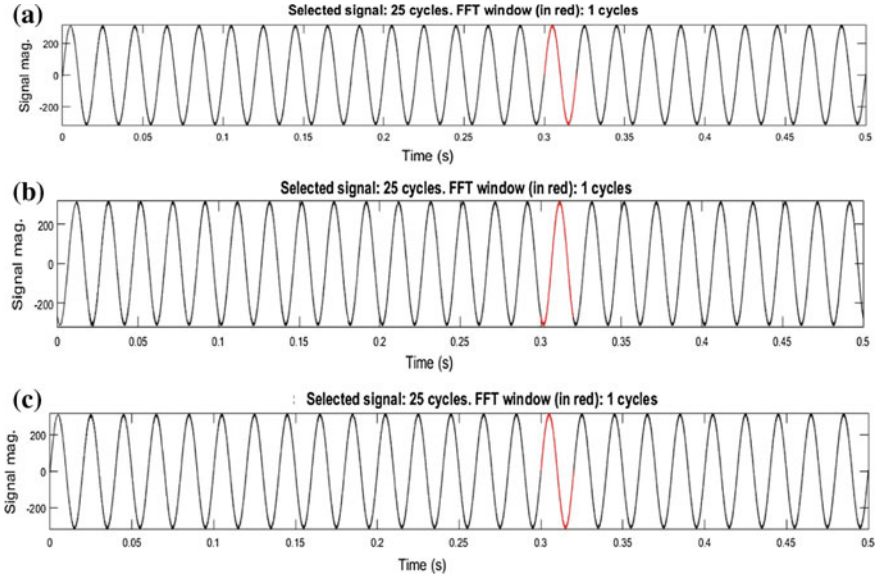 (a)
Selected signal: 25 cycles. FFT window (in red): 1 cycles
Signal mag.
200
0
-200
0 0.05 0.1 0.15 0.2 0.25 0.3 0.35 0.4 0.45 0.5
Time (s)
(b)
Selected signal: 25 cycles. FFT window (in red): 1 cycles
Signal mag.
200
0
-200
0 0.05 0.1 0.15 0.2 0.25 0.3 0.35 0.4 0.45 0.5
Time (s)
(c)
Selected signal: 25 cycles. FFT window (in red): 1 cycles
Signal mag.
200
0
-200
0 0.05 0.1 0.15 0.2 0.25 0.3 0.35 0.4 0.45 0.5
Time (s)